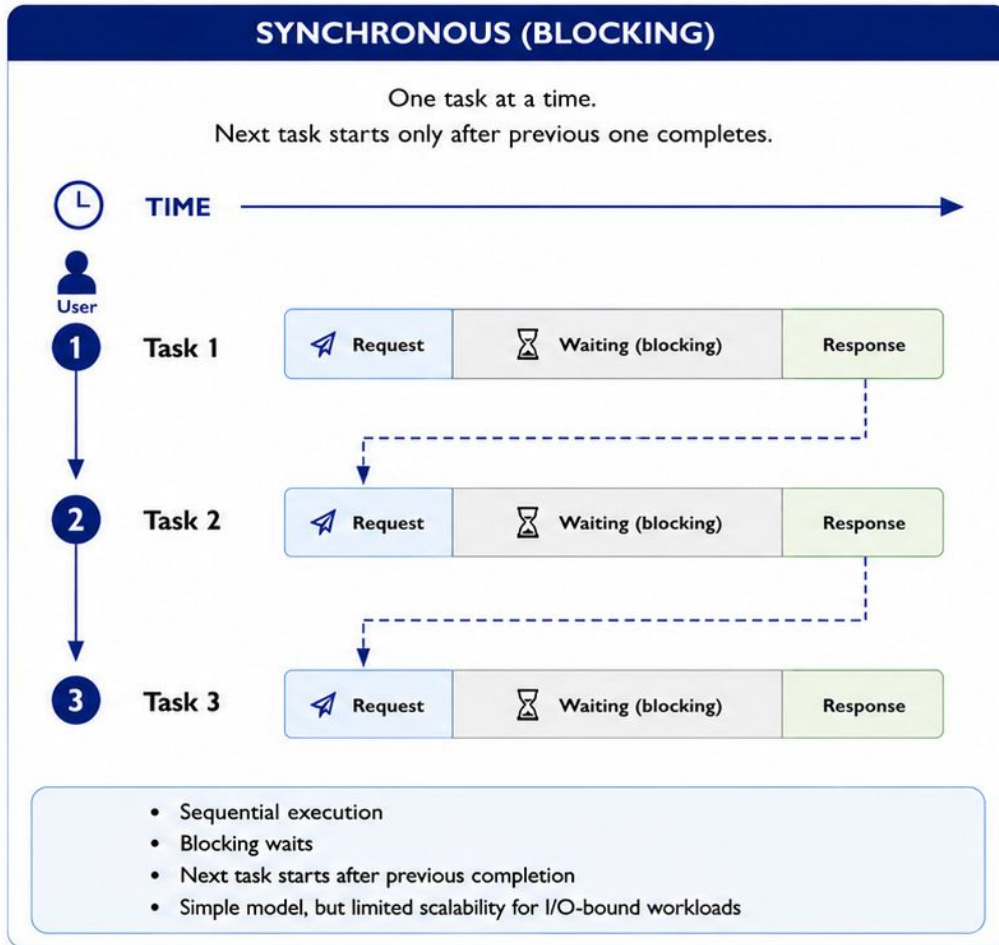 SYNCHRONOUS (BLOCKING)
One task at a time.
Next task starts only after previous one completes.
TIME
User
1 Task 1 Request Waiting (blocking) Response
2 Task 2 Request Waiting (blocking) Response
3 Task 3 Request Waiting (blocking) Response
• Sequential execution
• Blocking waits
• Next task starts after previous completion
• Simple model, but limited scalability for I/O-bound workloads